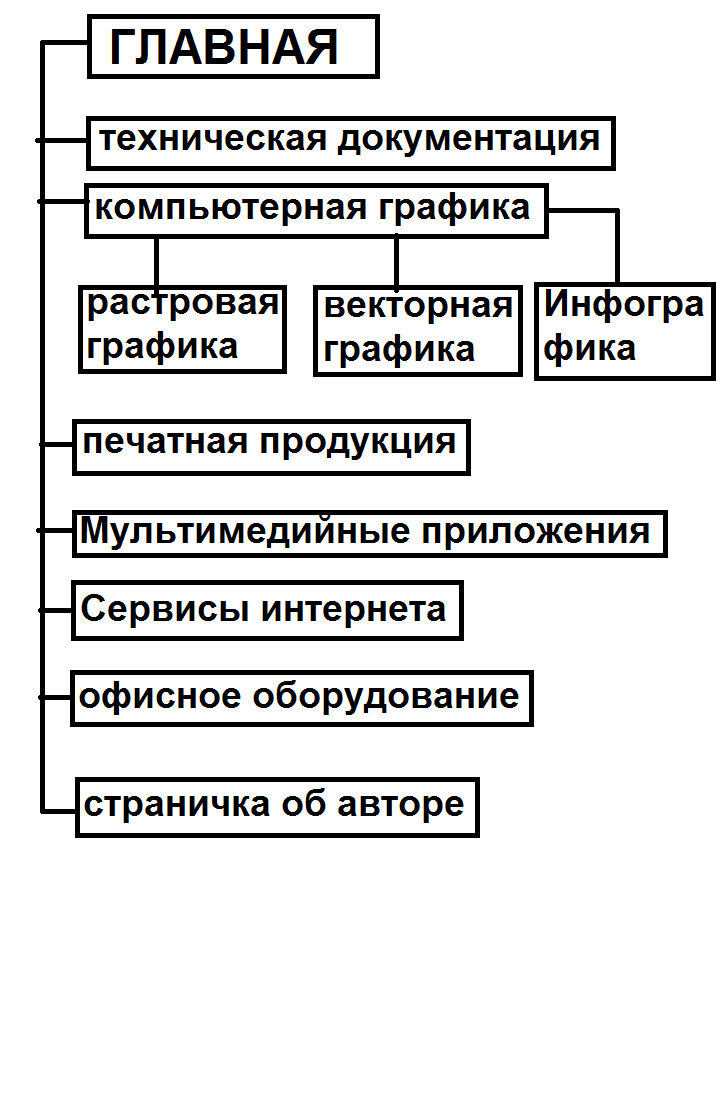 ГЛАВНАЯ
техническая документация
компьютерная графика
растровая
графика
векторная
графика
Инфогра
фика
печатная продукция
Мультимедийные приложения
Сервисы интернета
офисное оборудование
страничка об авторе